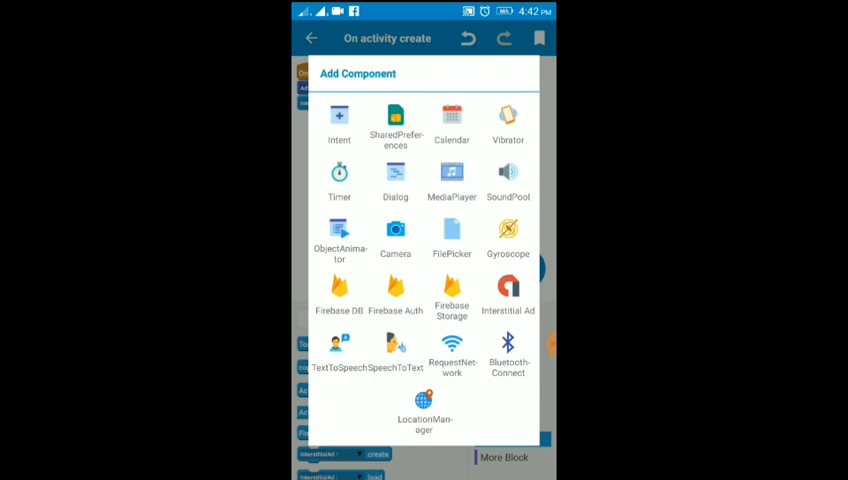 4:42 PM
On activity create
Add Component
Intent
SharedPrefer-
ences
Calendar
Vibrator
Timer
Dialog
MediaPlayer
SoundPool
ObjectAnima-
tor
Camera
FilePicker
Gyroscope
Firebase DB
Firebase Auth
Firebase
Storage
Interstitial Ad
TextToSpeech
SpeechToText
RequestNet-
work
Bluetooth-
Connect
LocationMan-
ager
InterstitialAd : create
More Block
InterstitialAd : load